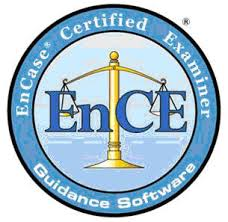 EnCase® Certified Examiner
®
EnCE
Guidance Software